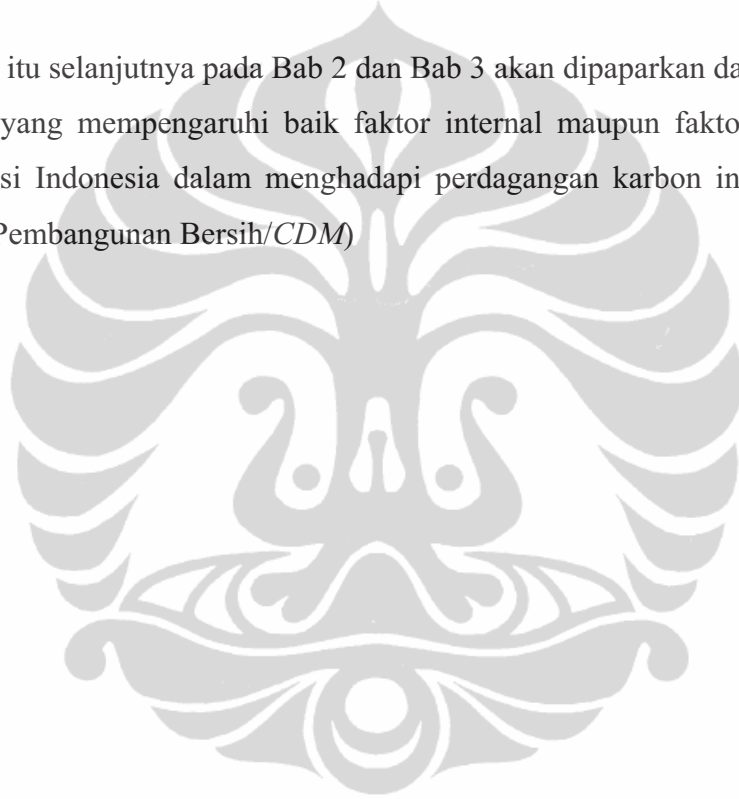 itu selanjutnya pada Bab 2 dan Bab 3 akan dipaparkan da
yang mempengaruhi baik faktor internal maupun fakto
si Indonesia dalam menghadapi perdagangan karbon in
Pembangunan Bersih/CDM)